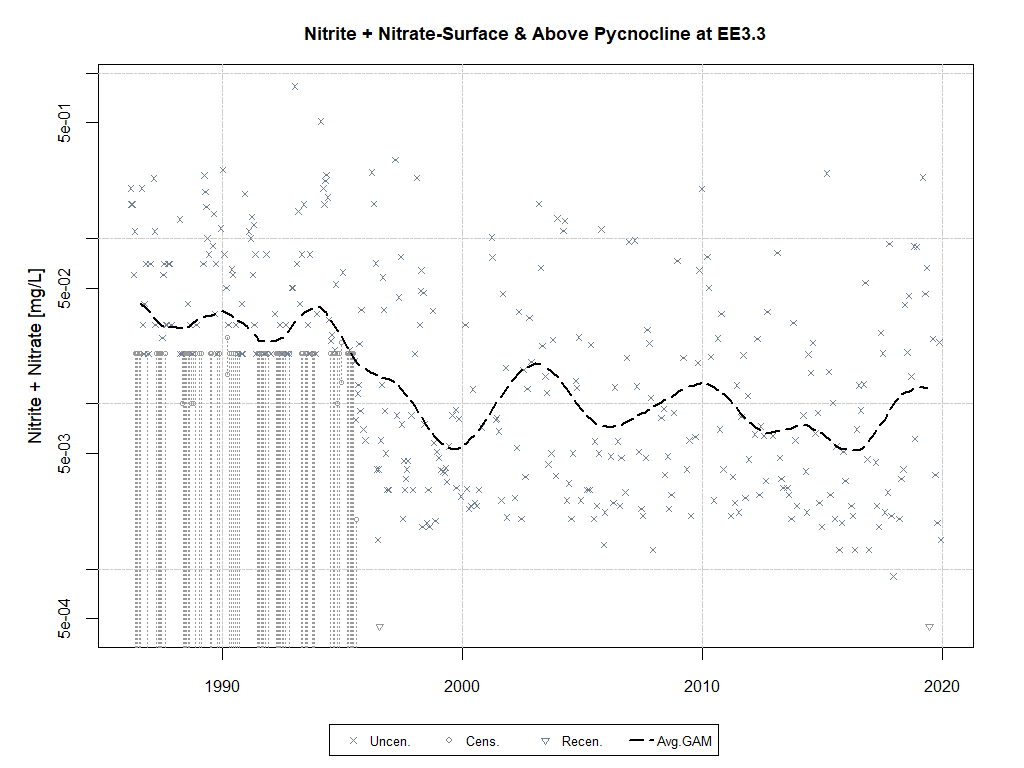 Nitrite + Nitrate-Surface & Above Pycnocline at EE3.3
Nitrite + Nitrate [mg/L]
5e-01
5e-02
5e-03
5e-04
1990
2000
2010
2020
Uncen.
Cens.
Recen.
Avg.GAM